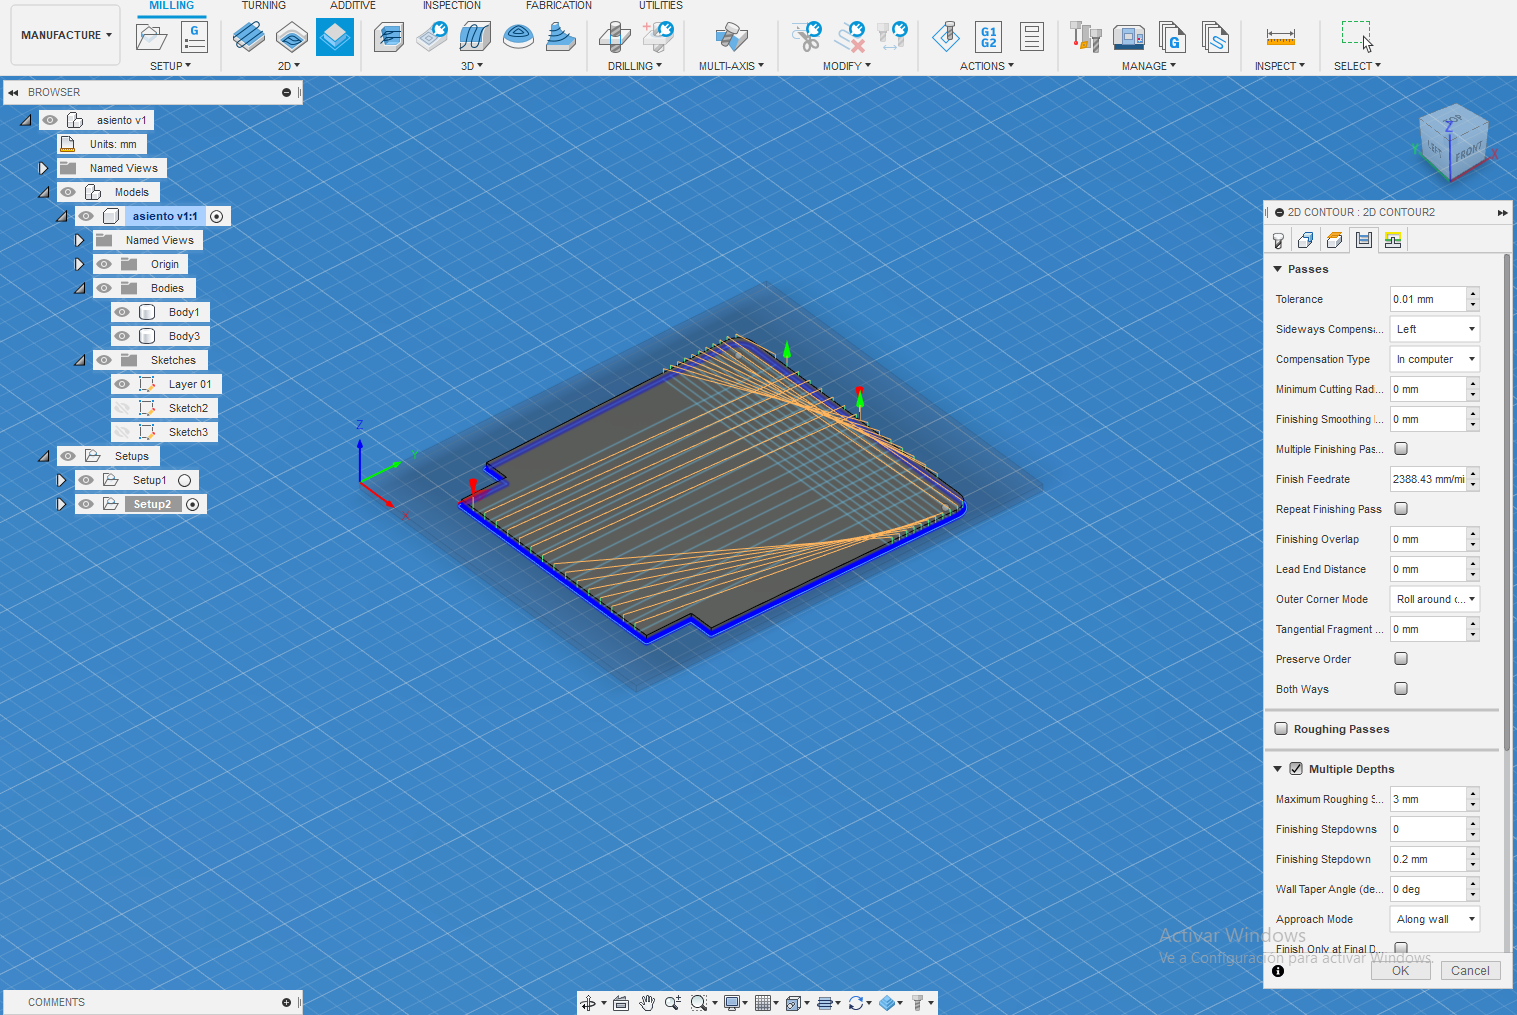 MILLING TURNING ADDITIVE INSPECTION FABRICATION UTILITIES
MANUFACTURE
G G1 G2 G
SETUP 2D 3D DRILLING MULTI-AXIS MODIFY ACTIONS MANAGE INSPECT SELECT
BROWSER
asiento v1
Units: mm
Named Views
Models
asiento v1:1
Named Views
Origin
Bodies
Body1
Body3
Sketches
Layer 01
Sketch2
Sketch3
Setups
Setup1
Setup2
TOP
LEFT FRONT
Z
Y
X
Z
Y
X
2D CONTOUR : 2D CONTOUR2
Passes
Tolerance 0.01 mm
Sideways Compensa... Left
Compensation Type In computer
Minimum Cutting Radi... 0 mm
Finishing Smoothing 0 mm
Multiple Finishing Pas...
Finish Feedrate 2388.43 mm/mi
Repeat Finishing Pass
Finishing Overlap 0 mm
Lead End Distance 0 mm
Outer Corner Mode Roll around c...
Tangential Fragment ... 0 mm
Preserve Order
Both Ways
Roughing Passes
Multiple Depths
Maximum Roughing S... 3 mm
Finishing Stepdowns 0
Finishing Stepdown 0.2 mm
Wall Taper Angle (de... 0 deg
Approach Mode Along wall
Finish Only at Final D...
Activar Windows
Ve a Configuración para activar Windows.
OK Cancel
COMMENTS